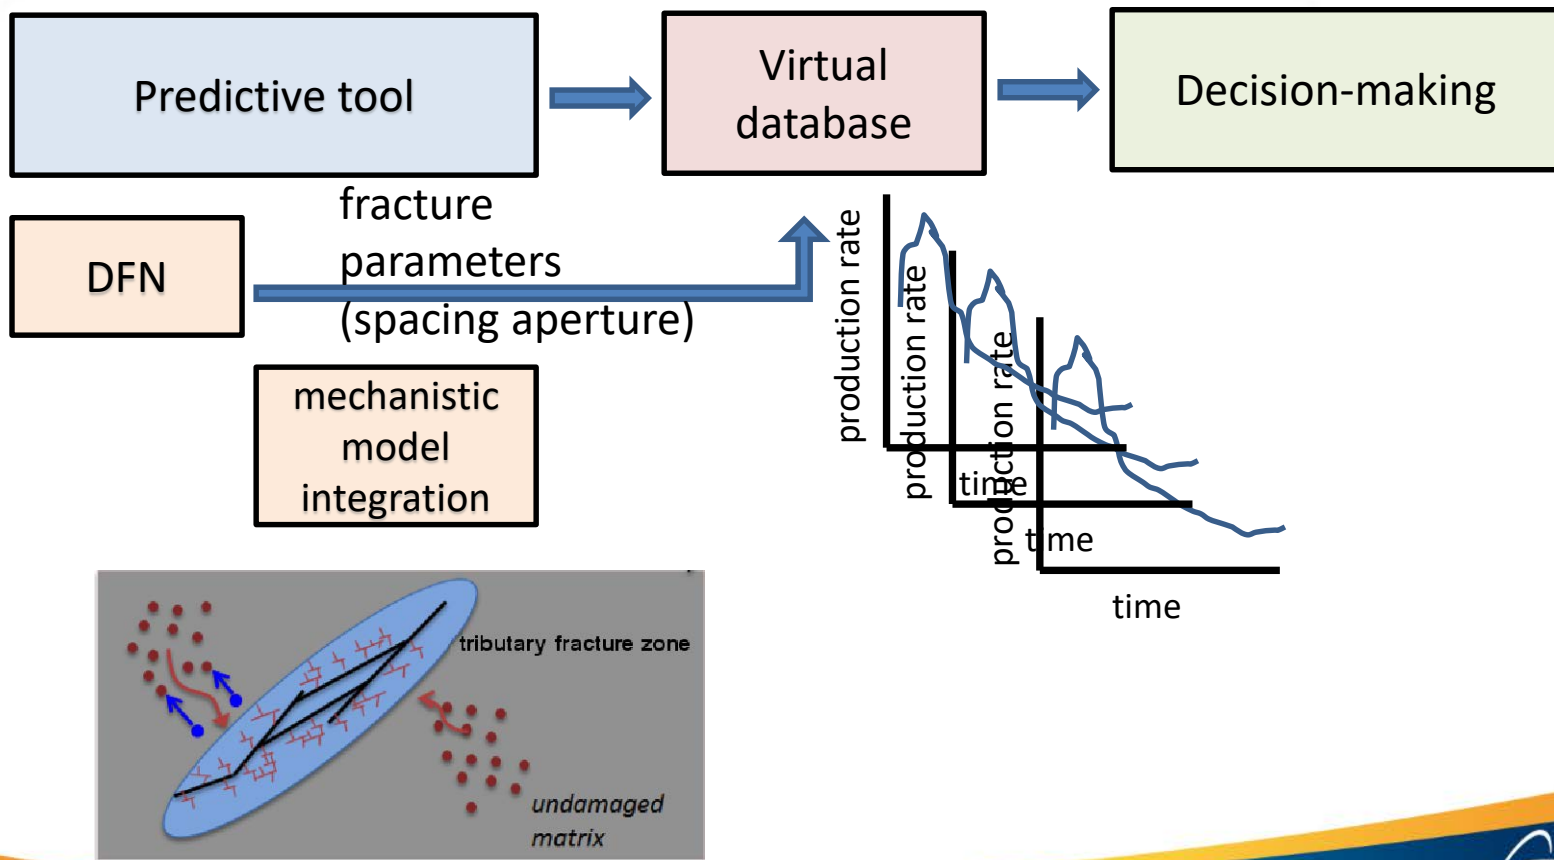 Predictive tool
Virtual
database
Decision-making
DFN
fracture
parameters
(spacing aperture)
mechanistic
model
integration
production rate
time
production rate
time
production rate
time
tributary fracture zone
undamaged
matrix